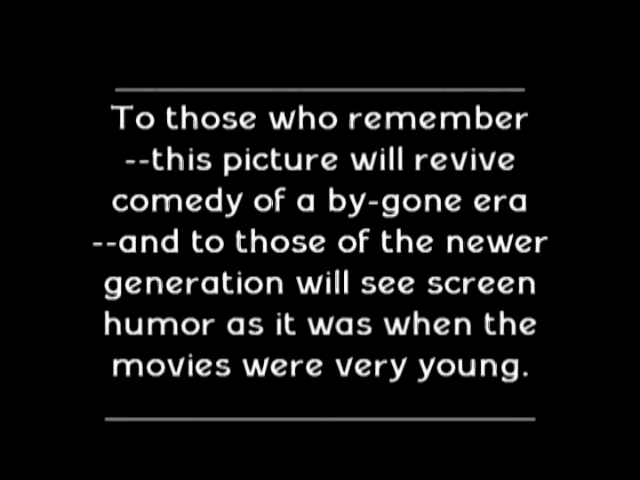 To those who remember
--this picture will revive
comedy of a by-gone era
--and to those of the newer
generation will see screen
humor as it was when the
movies were very young.